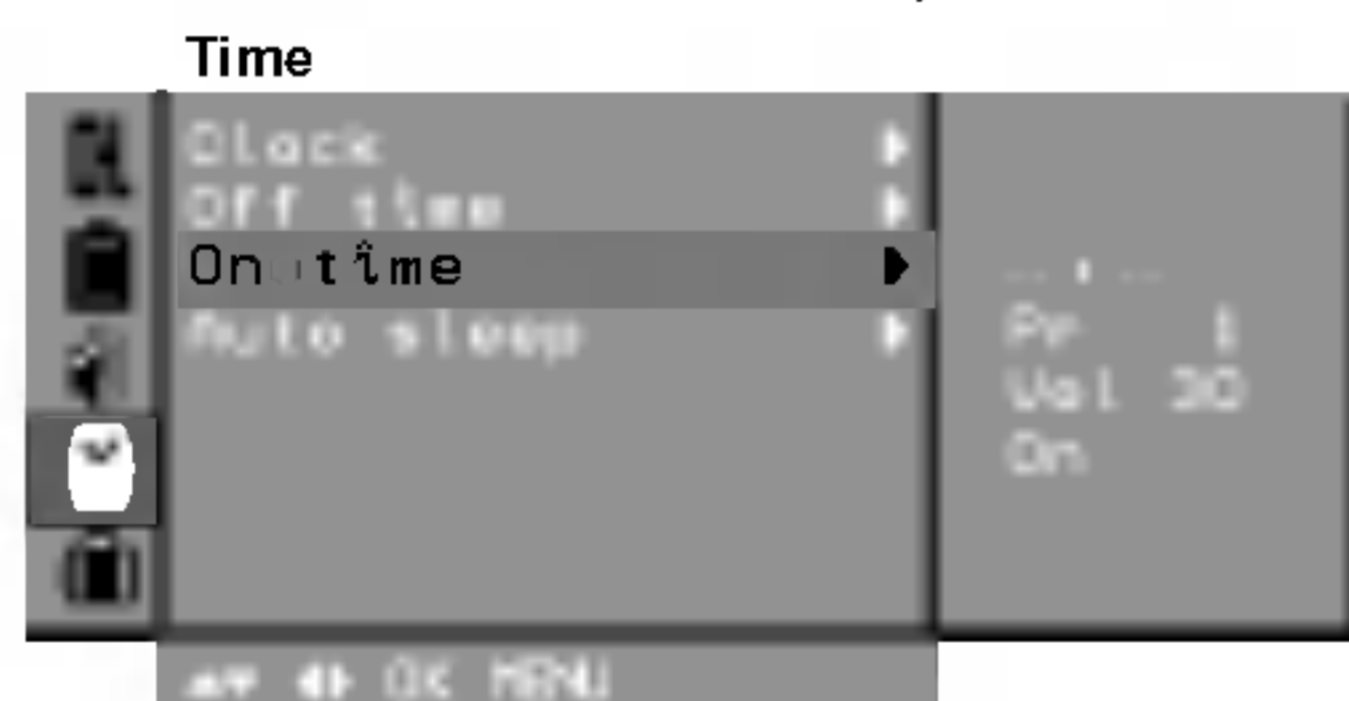 Time
Clock
Off time
On time
Auto sleep
-- : --
Pr 1
Vol 30
On
▲▼ ◀▶ OK MENU